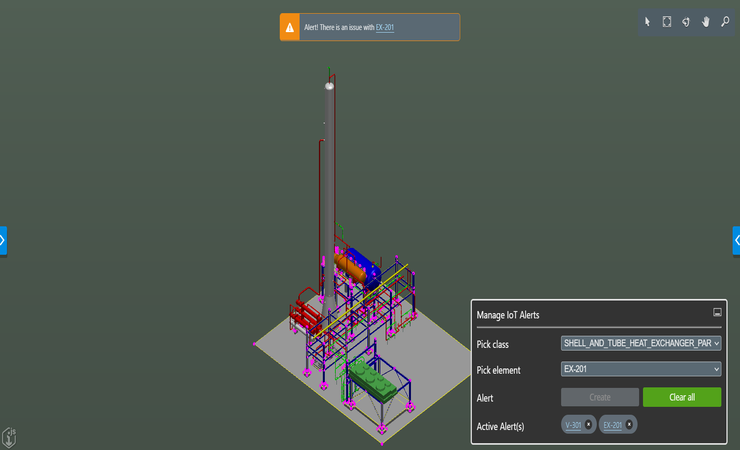 Alert! There is an issue with EX-201
Manage IoT Alerts
Pick class
SHELL_AND_TUBE_HEAT_EXCHANGER_PAR
Pick element
EX-201
Alert
Create
Clear all
Active Alert(s)
V-301
EX-201